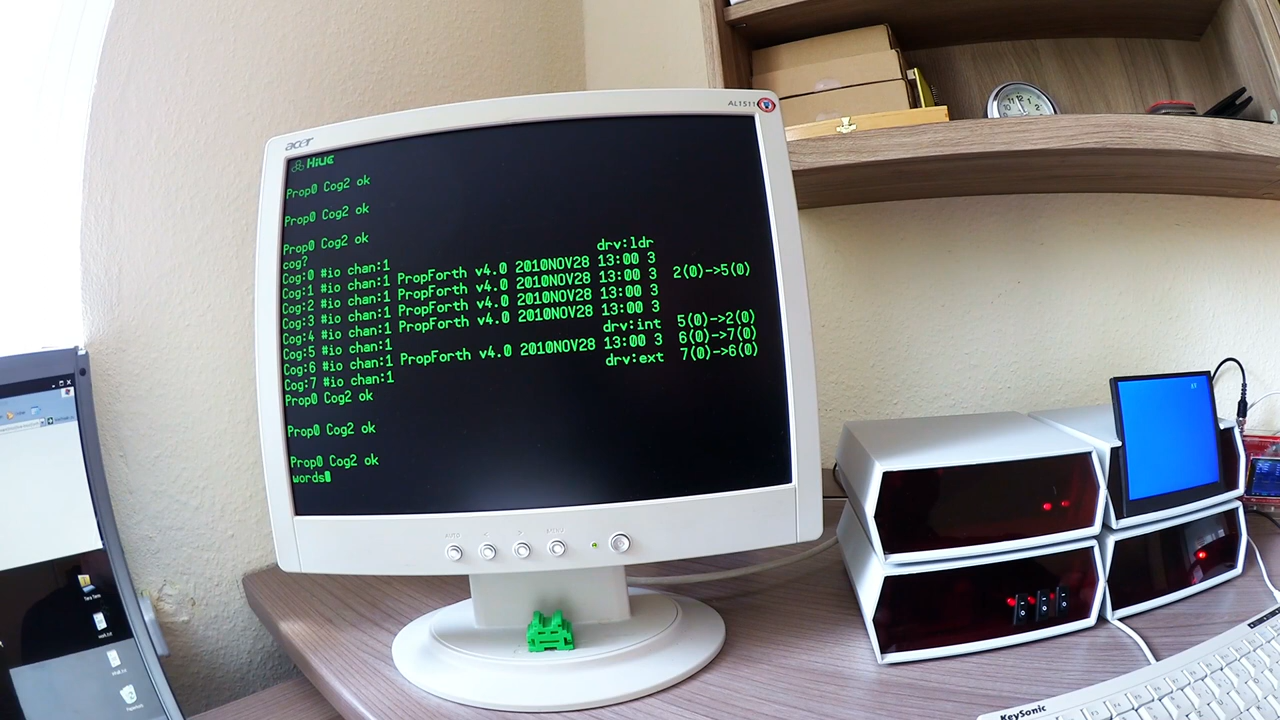 acer
AL1511
Hive
Prop0 Cog2 ok
Prop0 Cog2 ok
Prop0 Cog2 ok
cog?
Cog:0 #io chan:1 drv:ldr
Cog:1 #io chan:1 PropForth v4.0 2010NOV28 13:00 3
Cog:2 #io chan:1 PropForth v4.0 2010NOV28 13:00 3 2(0)->5(0)
Cog:3 #io chan:1 PropForth v4.0 2010NOV28 13:00 3
Cog:4 #io chan:1 PropForth v4.0 2010NOV28 13:00 3
Cog:5 #io chan:1 drv:int 5(0)->2(0)
Cog:6 #io chan:1 PropForth v4.0 2010NOV28 13:00 3 6(0)->7(0)
Cog:7 #io chan:1 drv:ext 7(0)->6(0)
Prop0 Cog2 ok
Prop0 Cog2 ok
Prop0 Cog2 ok
words
AUTO < > MENU
AV
KeySonic